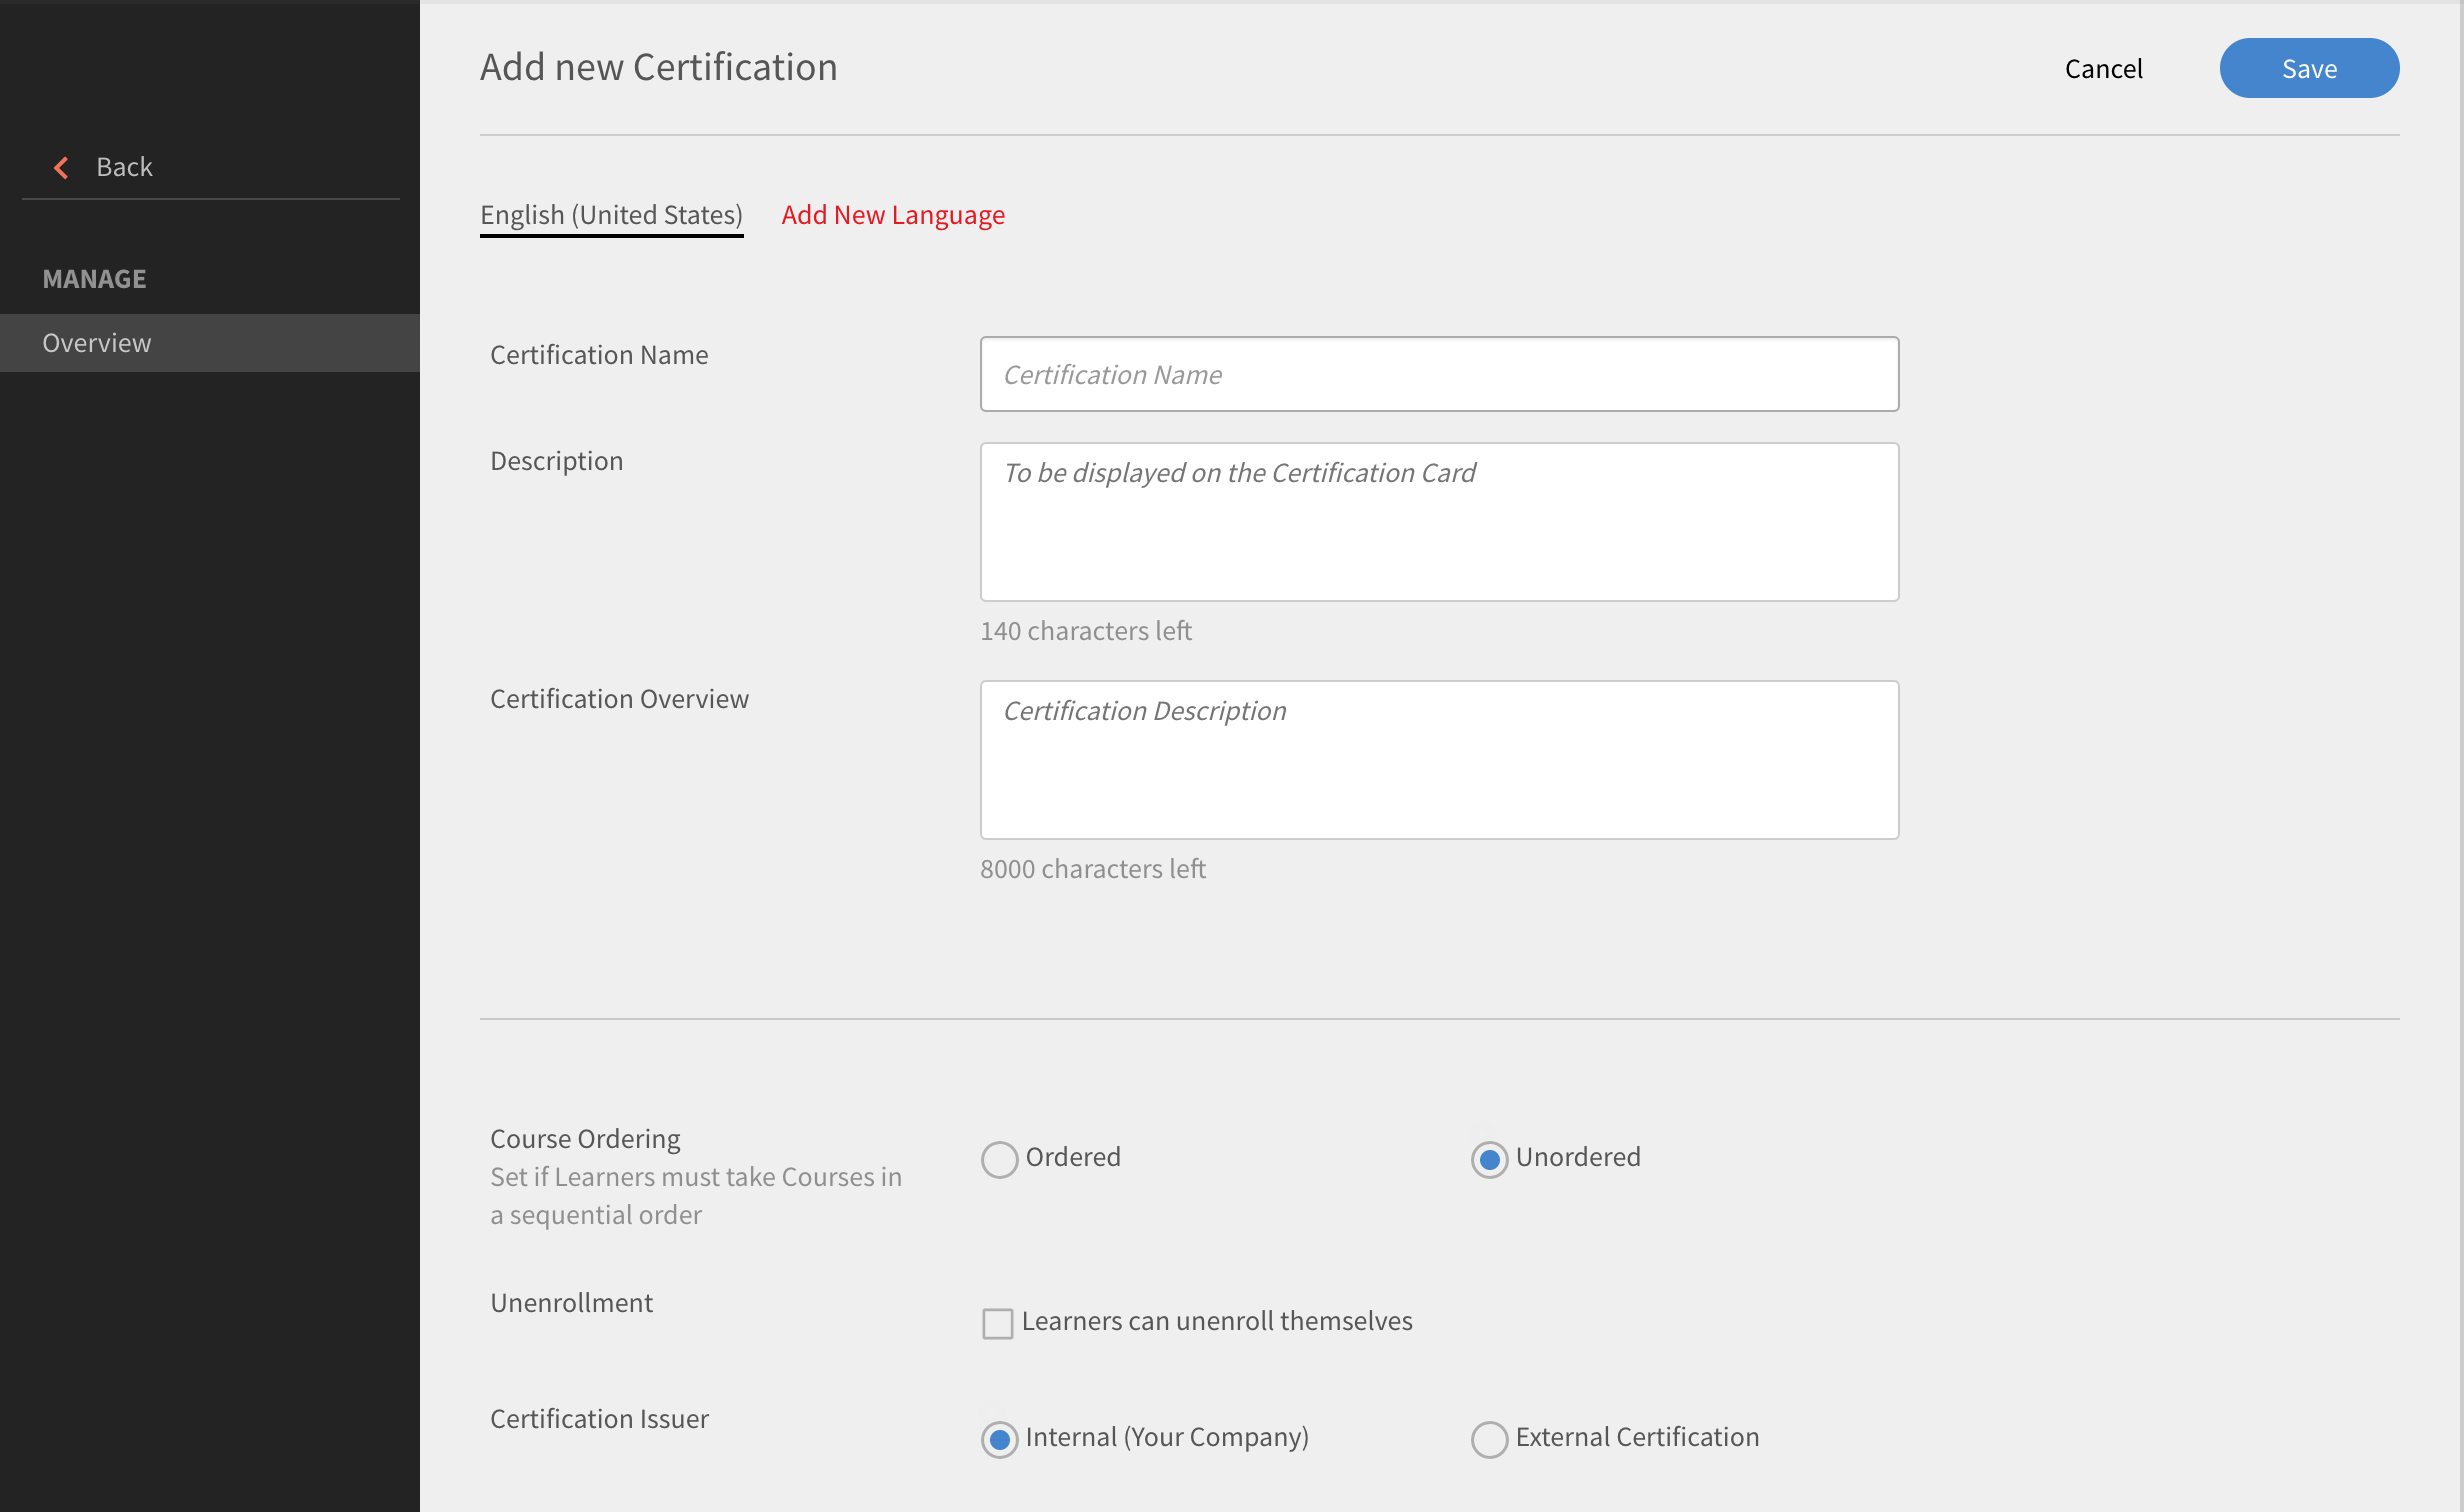 Add new Certification
Cancel
Save
Back
English (United States)
Add New Language
MANAGE
Overview
Certification Name
Certification Name
Description
To be displayed on the Certification Card
140 characters left
Certification Overview
Certification Description
8000 characters left
Course Ordering
Set if Learners must take Courses in
a sequential order
Ordered
Unordered
Unenrollment
Learners can unenroll themselves
Certification Issuer
Internal (Your Company)
External Certification